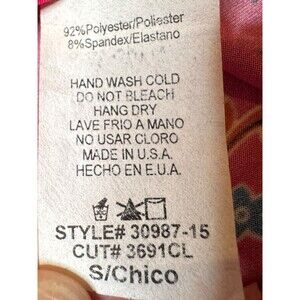 92%Polyester/Poliester
8%Spandex/Elastano
HAND WASH COLD
DO NOT BLEACH
HANG DRY
LAVE FRIO A MANO
NO USAR CLORO
MADE IN U.S.A.
HECHO EN E.U.A.
STYLE# 30987-15
CUT# 3691CL
S/Chico